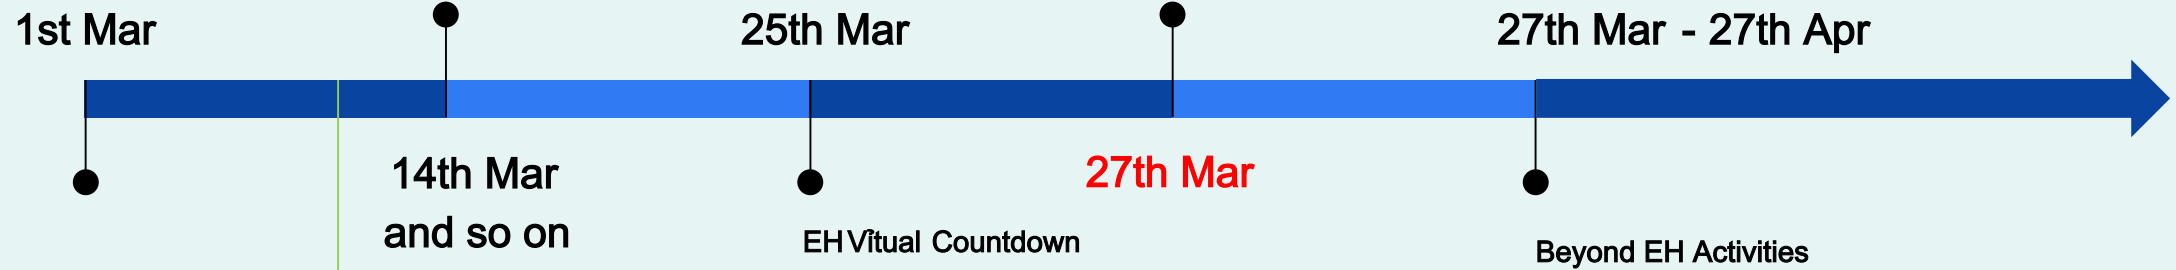 1st Mar
25th Mar
27th Mar - 27th Apr
14th Mar
and so on
27th Mar
EH Vitual Countdown
Beyond EH Activities